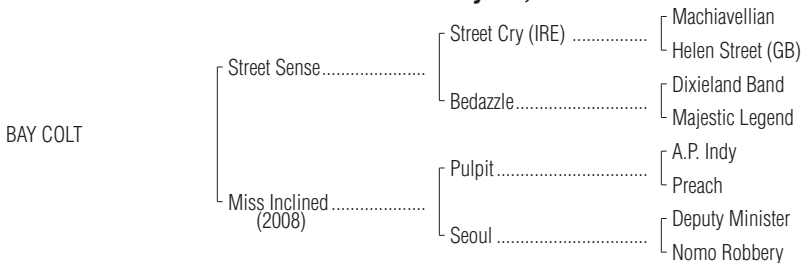 BAY COLT
Street Sense......................
Miss Inclined ....................
(2008)
Street Cry (IRE) ................
Bedazzle............................
Pulpit ................................
Seoul ................................
Machiavellian
Helen Street (GB)
Dixieland Band
Majestic Legend
A.P. Indy
Preach
Deputy Minister
Nomo Robbery